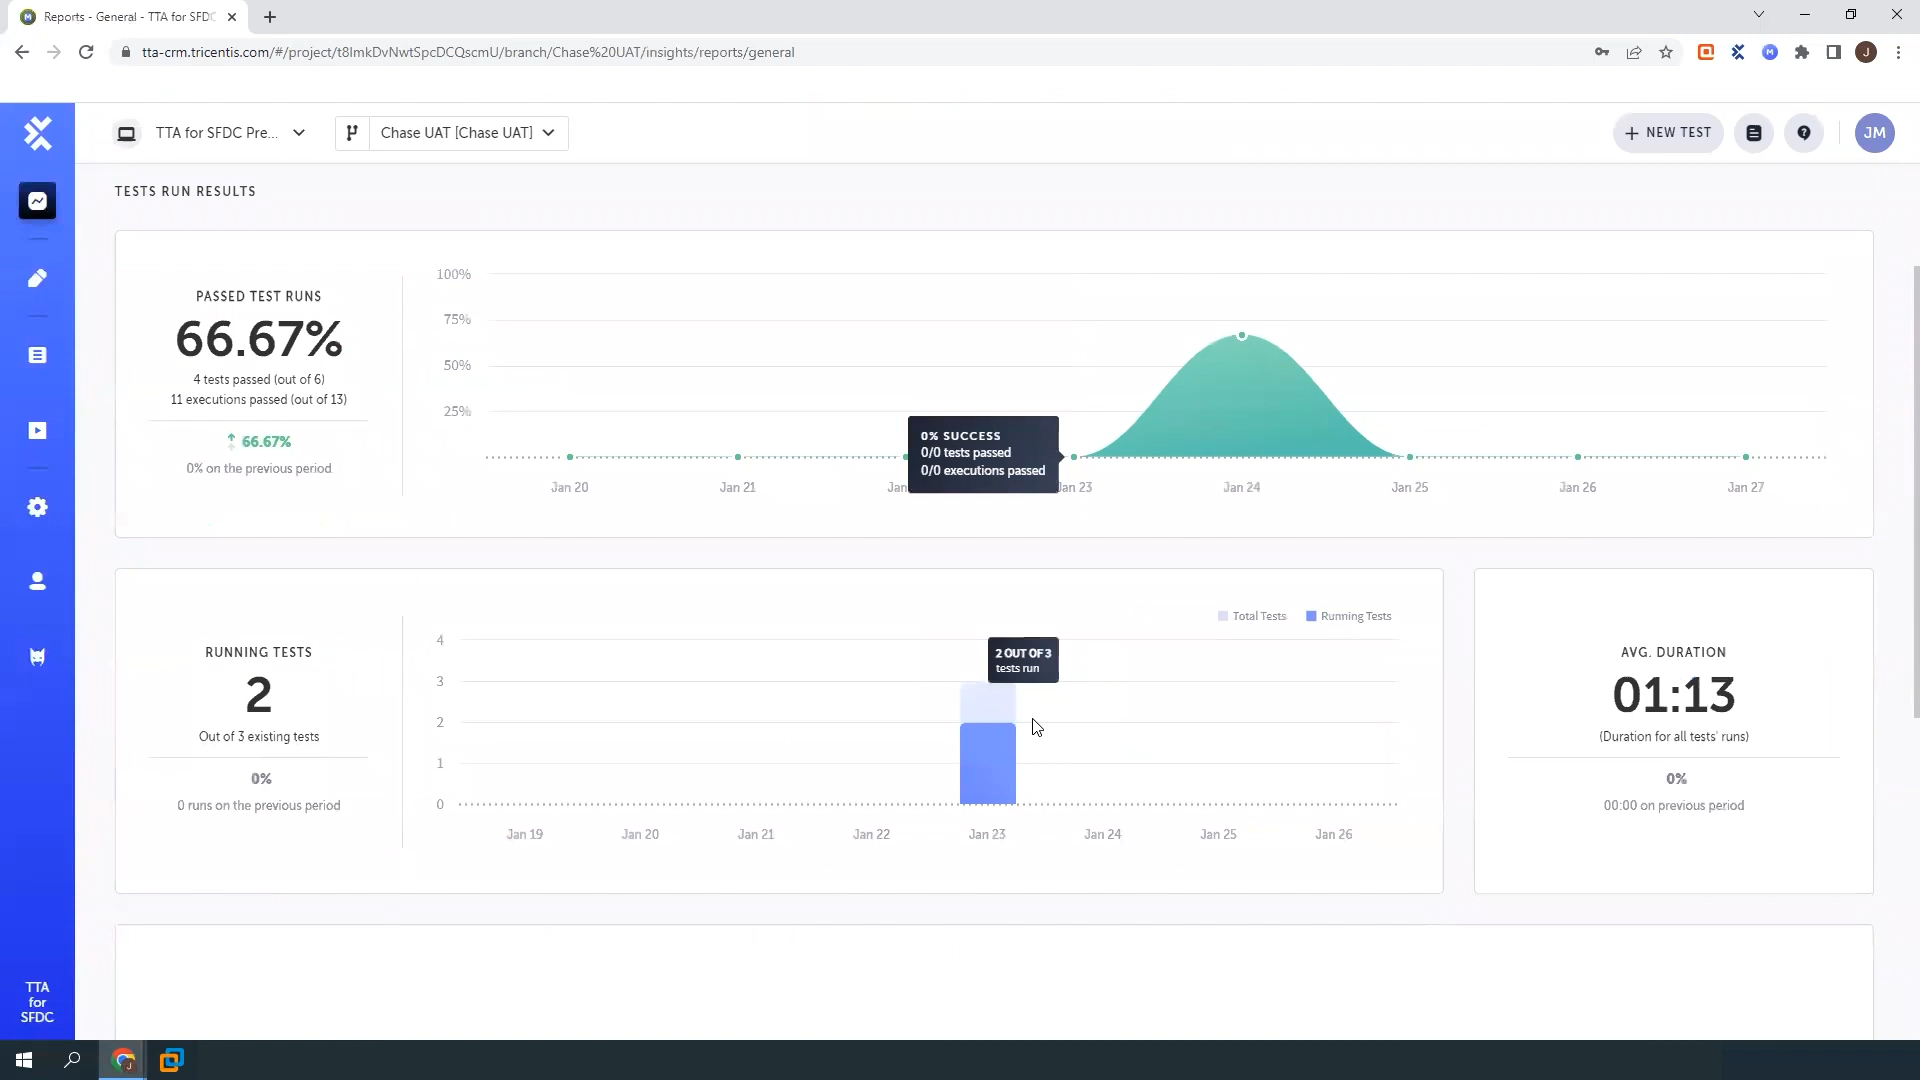 Reports - General - TTA for SFDC
tta-crm.tricentis.com/#/project/t8ImkDvNwtSpcDCQscmU/branch/Chase%20UAT/insights/reports/general
J
TTA for SFDC Pre...
Chase UAT [Chase UAT]
+ NEW TEST
JM
TESTS RUN RESULTS
PASSED TEST RUNS
66.67%
4 tests passed (out of 6)
11 executions passed (out of 13)
66.67%
0% on the previous period
100%
75%
50%
25%
0% SUCCESS
0/0 tests passed
0/0 executions passed
Jan 20
Jan 21
Jan
Jan 23
Jan 24
Jan 25
Jan 26
Jan 27
RUNNING TESTS
2
Out of 3 existing tests
0%
0 runs on the previous period
Total Tests
Running Tests
4
3
2
1
0
2 OUT OF 3
tests run
Jan 19
Jan 20
Jan 21
Jan 22
Jan 23
Jan 24
Jan 25
Jan 26
AVG. DURATION
01:13
(Duration for all tests' runs)
0%
00:00 on previous period
TTA
for
SFDC